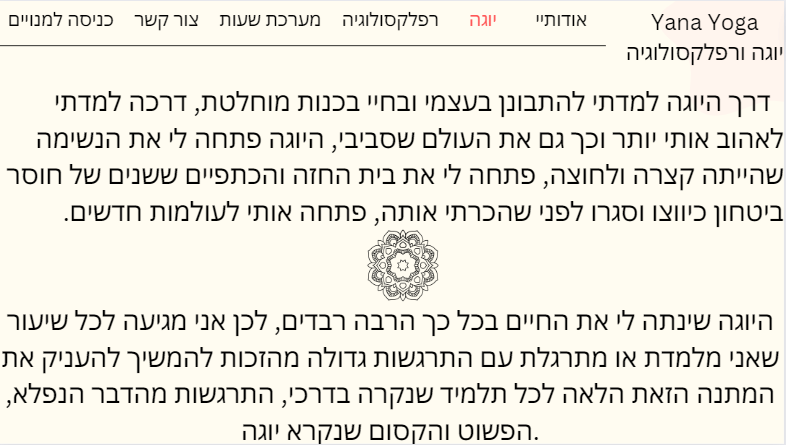 Yana Yoga
יוגה ורפלקסולוגיה
אודותיי יוגה רפלקסולוגיה מערכת שעות צור קשר כניסה למנויים
דרך היוגה למדתי להתבונן בעצמי ובחיי בכנות מוחלטת, דרכה למדתי
לאהוב אותי יותר וכך גם את העולם שסביבי, היוגה פתחה לי את הנשימה
שהייתה קצרה ולחוצה, פתחה לי את בית החזה והכתפיים ששנים של חוסר
ביטחון כיווצו וסגרו לפני שהכרתי אותה, פתחה אותי לעולמות חדשים.
היוגה שינתה לי את החיים בכל כך הרבה רבדים, לכן אני מגיעה לכל שיעור
שאני מלמדת או מתרגלת עם התרגשות גדולה מהזכות להמשיך להעניק את
המתנה הזאת הלאה לכל תלמיד שנקרה בדרכי, התרגשות מהדבר הנפלא,
.הפשוט והקסום שנקרא יוגה